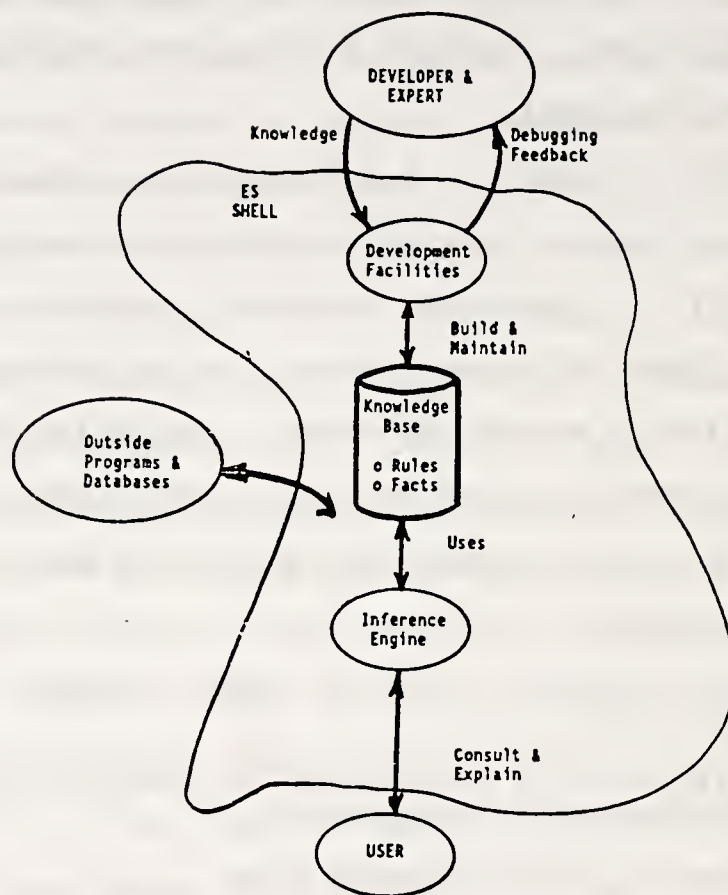 DEVELOPER &
EXPERT
Knowledge
Debugging
Feedback
ES
SHELL
Development
Facilities
Build &
Maintain
Knowledge
Base
o Rules
o Facts
Outside
Programs &
Databases
Uses
Inference
Engine
Consult &
Explain
USER